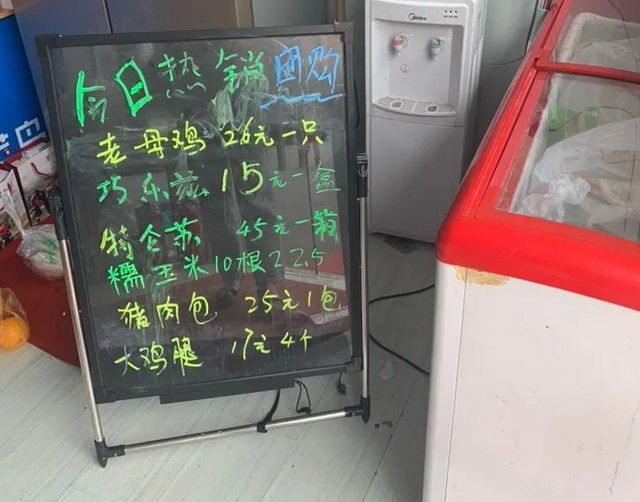 今日热销团购
老母鸡 26元一只
巧乐兹 15元一盒
特仑苏 45元一箱
糯玉米10根22.5
猪肉包 25元1包
大鸡腿 17元4个
Midea